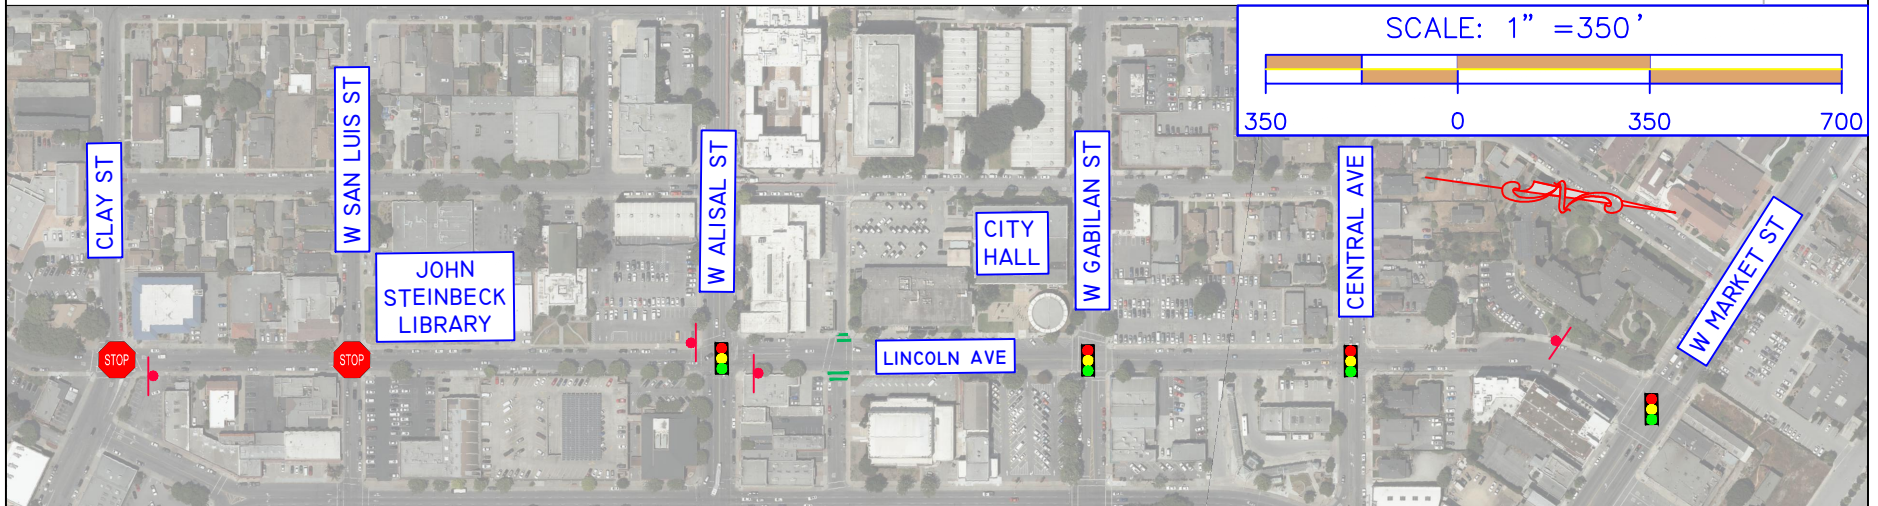 SCALE: 1" =350'
350 0 350 700
CLAY ST
W SAN LUIS ST
W ALISAL ST
W GABILAN ST
CENTRAL AVE
W MARKET ST
CITY
HALL
JOHN
STEINBECK
LIBRARY
LINCOLN AVE
STOP
STOP